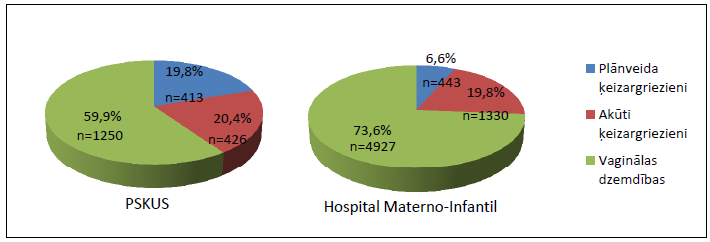 19,8%
n=413
20,4%
n=426
59,9%
n=1250
PSKUS
6,6%
n=443
19,8%
n=1330
73,6%
n=4927
Hospital Materno-Infantil
Plānveida
ķeizargriezieni
Akūti
ķeizargriezieni
Vaginālas
dzemdības